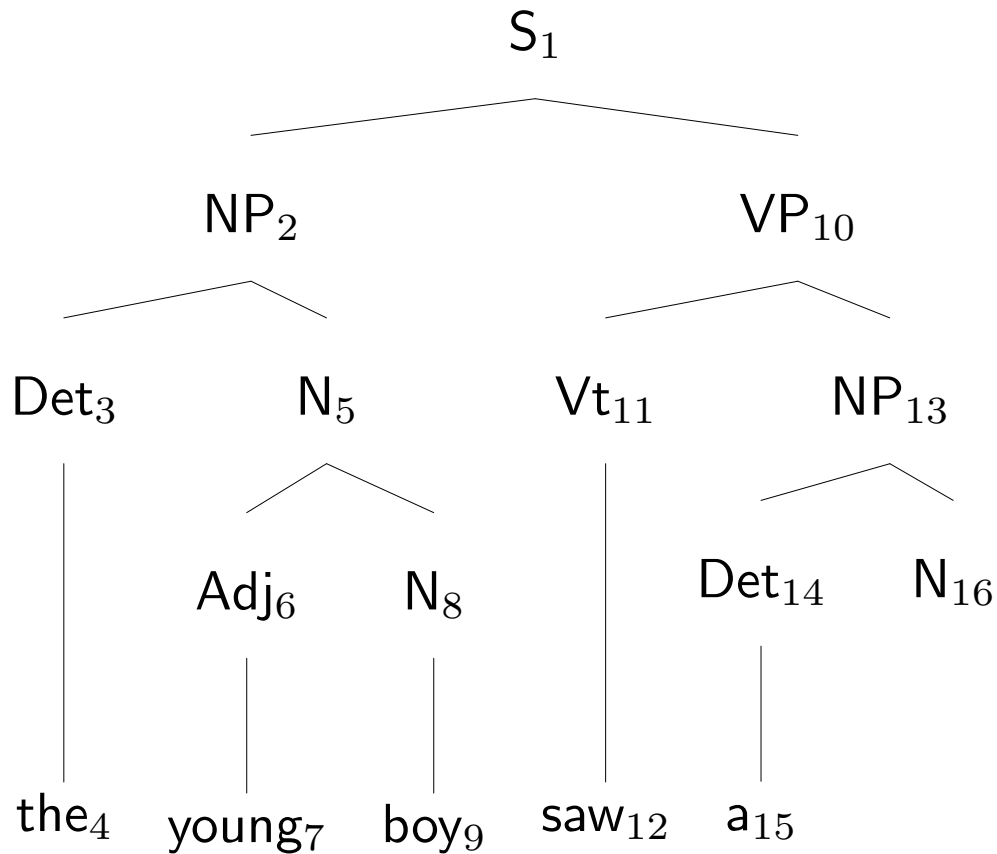 S₁
NP₂ VP₁₀
Det₃ N₅ Vt₁₁ NP₁₃
Adj₆ N₈ Det₁₄ N₁₆
the₄ young₇ boy₉ saw₁₂ a₁₅